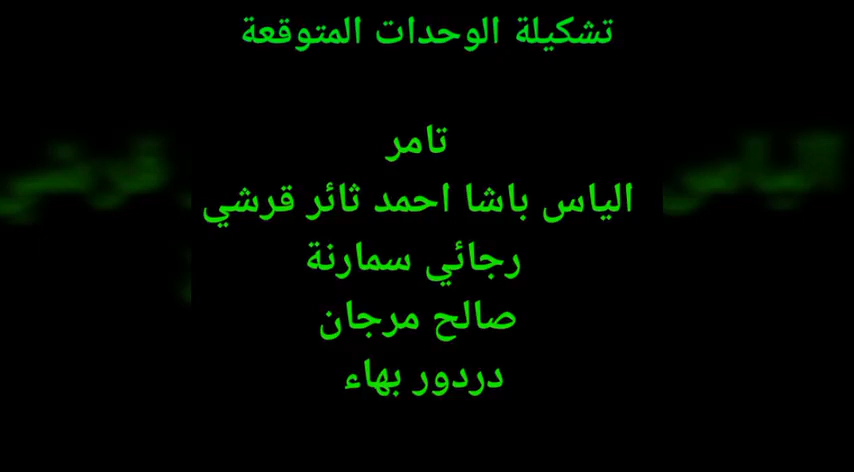 تشكيلة الوحدات المتوقعة
تامر
الياس باشا احمد ثائر قرشي
رجائي سمارنة
صالح مرجان
دردور بهاء